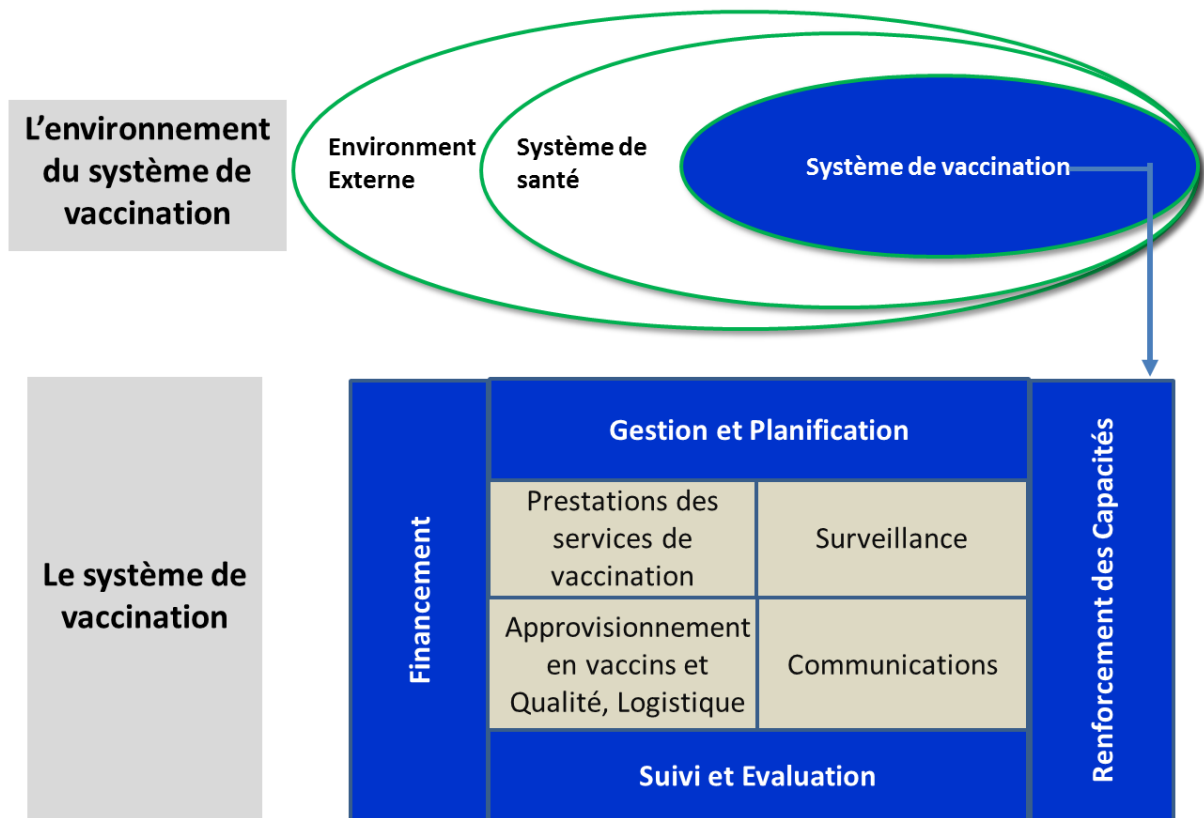 L'environnement
du système de
vaccination
Environment
Externe
Système de
santé
Système de vaccination
Le système de
vaccination
Financement
Gestion et Planification
Prestations des
services de
vaccination
Surveillance
Approvisionnement
en vaccins et
Qualité, Logistique
Communications
Suivi et Evaluation
Renforcement des Capacités